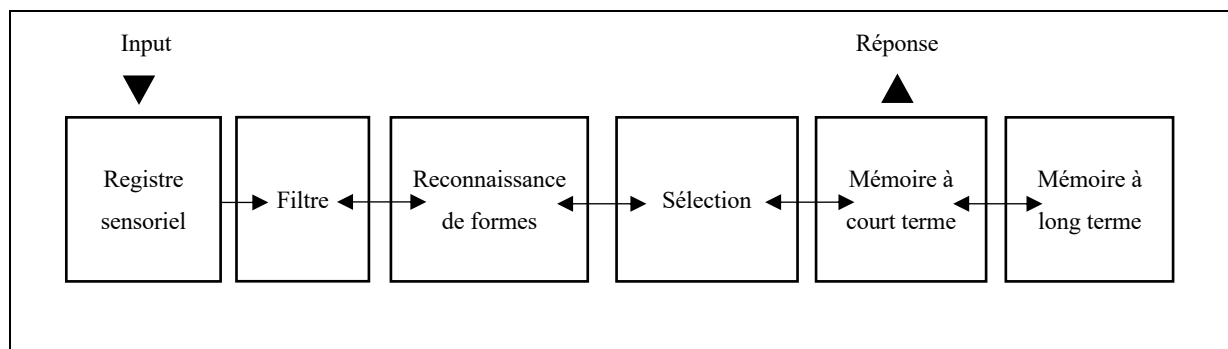 Input
Réponse
Registre
sensoriel
Filtre
Reconnaissance
de formes
Sélection
Mémoire à
court terme
Mémoire à
long terme